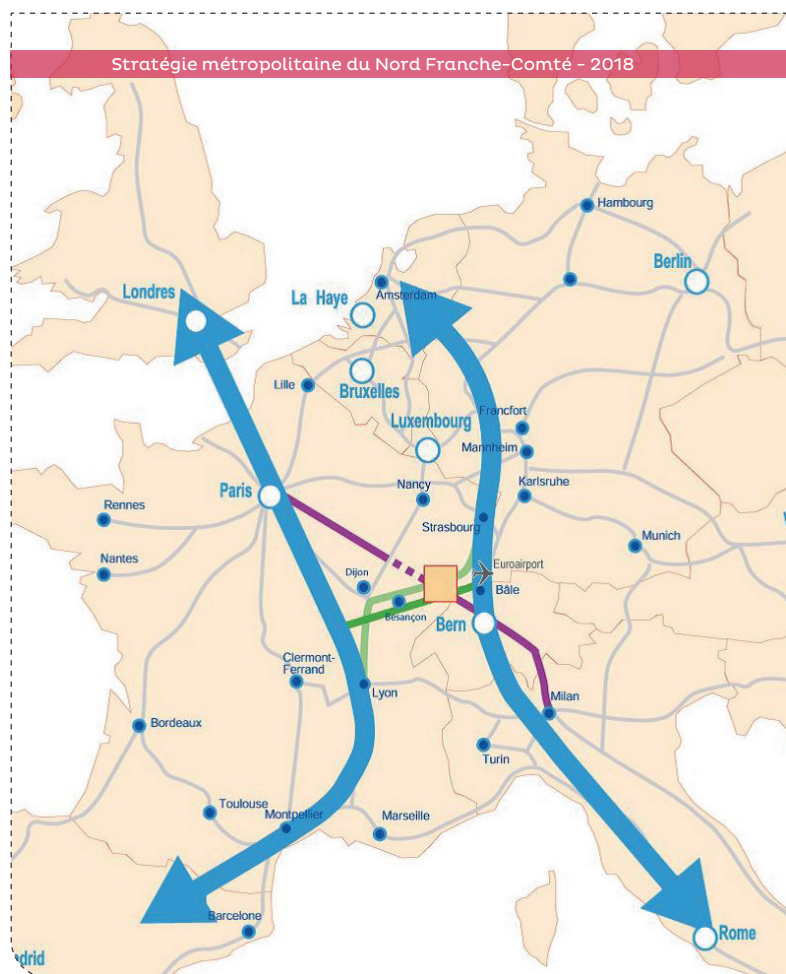 Stratégie métropolitaine du Nord Franche-Comté - 2018
Hambourg
Berlin
Londres
La Haye
Amsterdam
Bruxelles
Lille
Luxembourg
Francfort
Mannheim
Paris
Nancy
Karlsruhe
Rennes
Strasbourg
Munich
Nantes
Euroairport
Dijon
Bâle
Besançon
Bern
Clermont-
Ferrand
Lyon
Milan
Bordeaux
Turin
Toulouse
Montpellier
Marseille
Barcelone
Rome
adrid